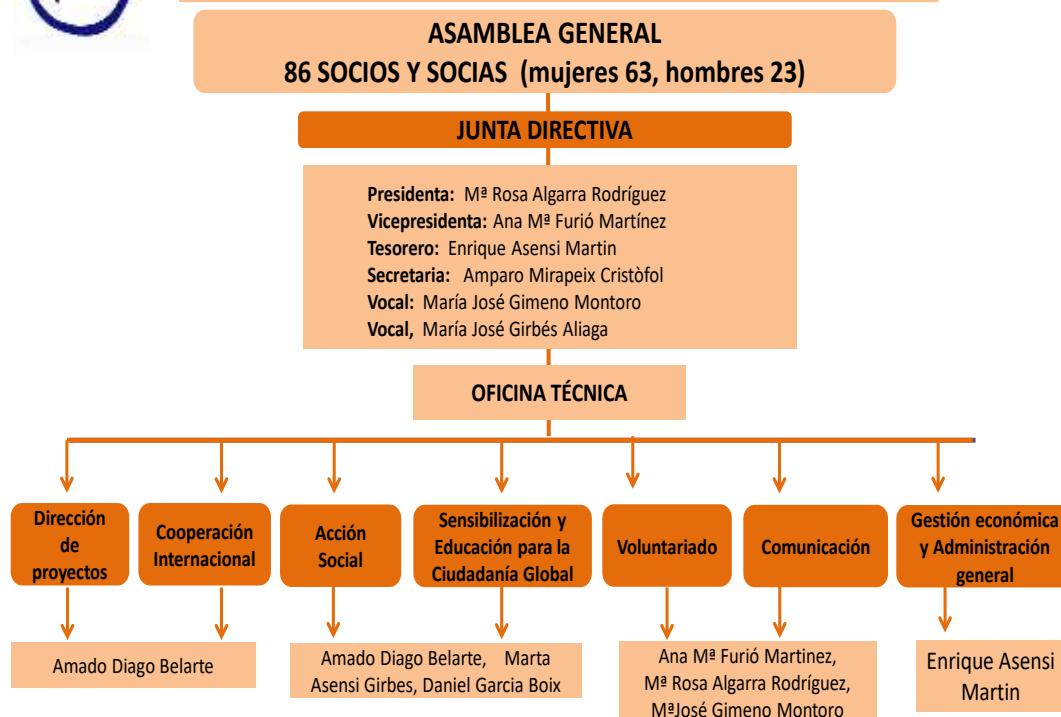 ASAMBLEA GENERAL
86 SOCIOS Y SOCIAS (mujeres 63, hombres 23)
JUNTA DIRECTIVA
Presidenta: Mª Rosa Algarra Rodríguez
Vicepresidenta: Ana Mª Furió Martínez
Tesorero: Enrique Asensi Martin
Secretaria: Amparo Mirapeix Cristòfol
Vocal: María José Gimeno Montoro
Vocal, María José Girbés Aliaga
OFICINA TÉCNICA
Dirección
de
proyectos
Cooperación
Internacional
Acción
Social
Sensibilización y
Educación para la
Ciudadanía Global
Voluntariado
Comunicación
Gestión económica
y Administración
general
Amado Diago Belarte
Amado Diago Belarte, Marta
Asensi Girbes, Daniel Garcia Boix
Ana Mª Furió Martinez,
Mª Rosa Algarra Rodríguez,
MªJosé Gimeno Montoro
Enrique Asensi
Martin